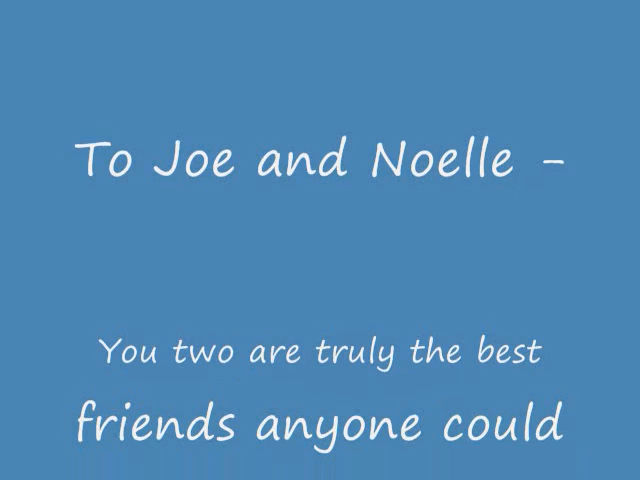 To Joe and Noelle -
You two are truly the best
friends anyone could